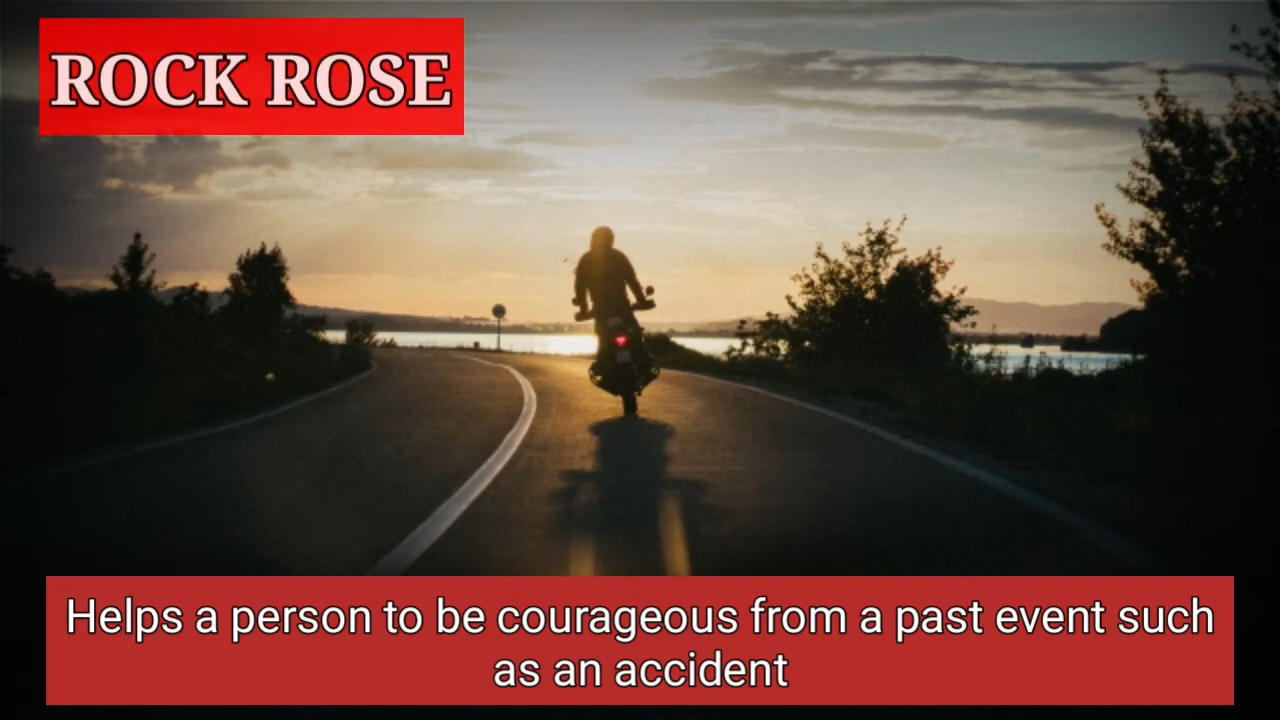 ROCK ROSE
Helps a person to be courageous from a past event such
as an accident